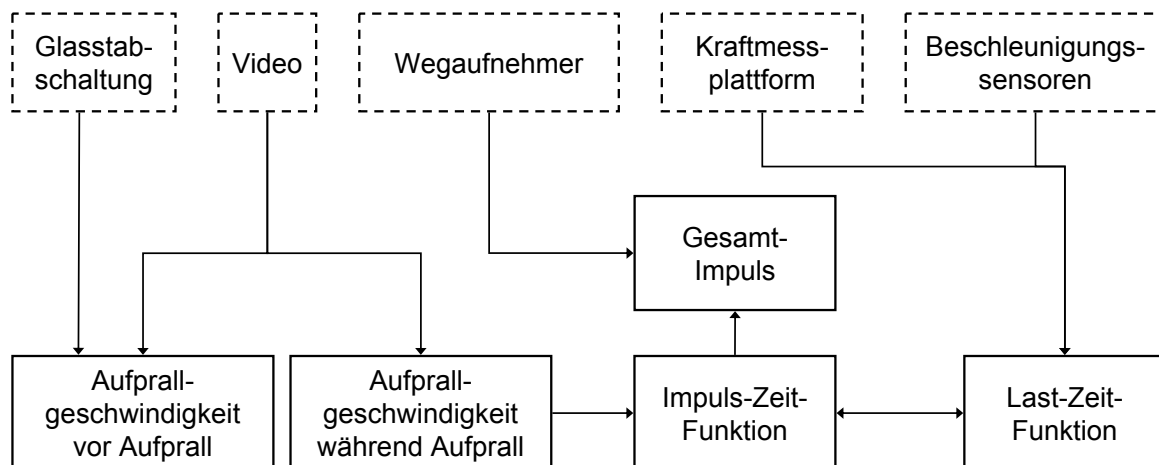 Glasstab-
schaltung
Video
Wegaufnehmer
Kraftmess-
plattform
Beschleunigungs-
sensoren
Gesamt-
Impuls
Aufprall-
geschwindigkeit
vor Aufprall
Aufprall-
geschwindigkeit
während Aufprall
Impuls-Zeit-
Funktion
Last-Zeit-
Funktion